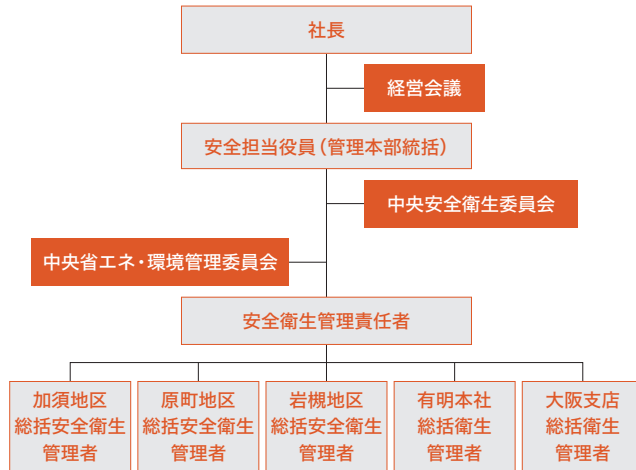 社長
経営会議
安全担当役員（管理本部統括）
中央安全衛生委員会
中央省エネ・環境管理委員会
安全衛生管理責任者
加須地区
総括安全衛生
管理者
原町地区
総括安全衛生
管理者
岩槻地区
総括安全衛生
管理者
有明本社
総括衛生
管理者
大阪支店
総括衛生
管理者